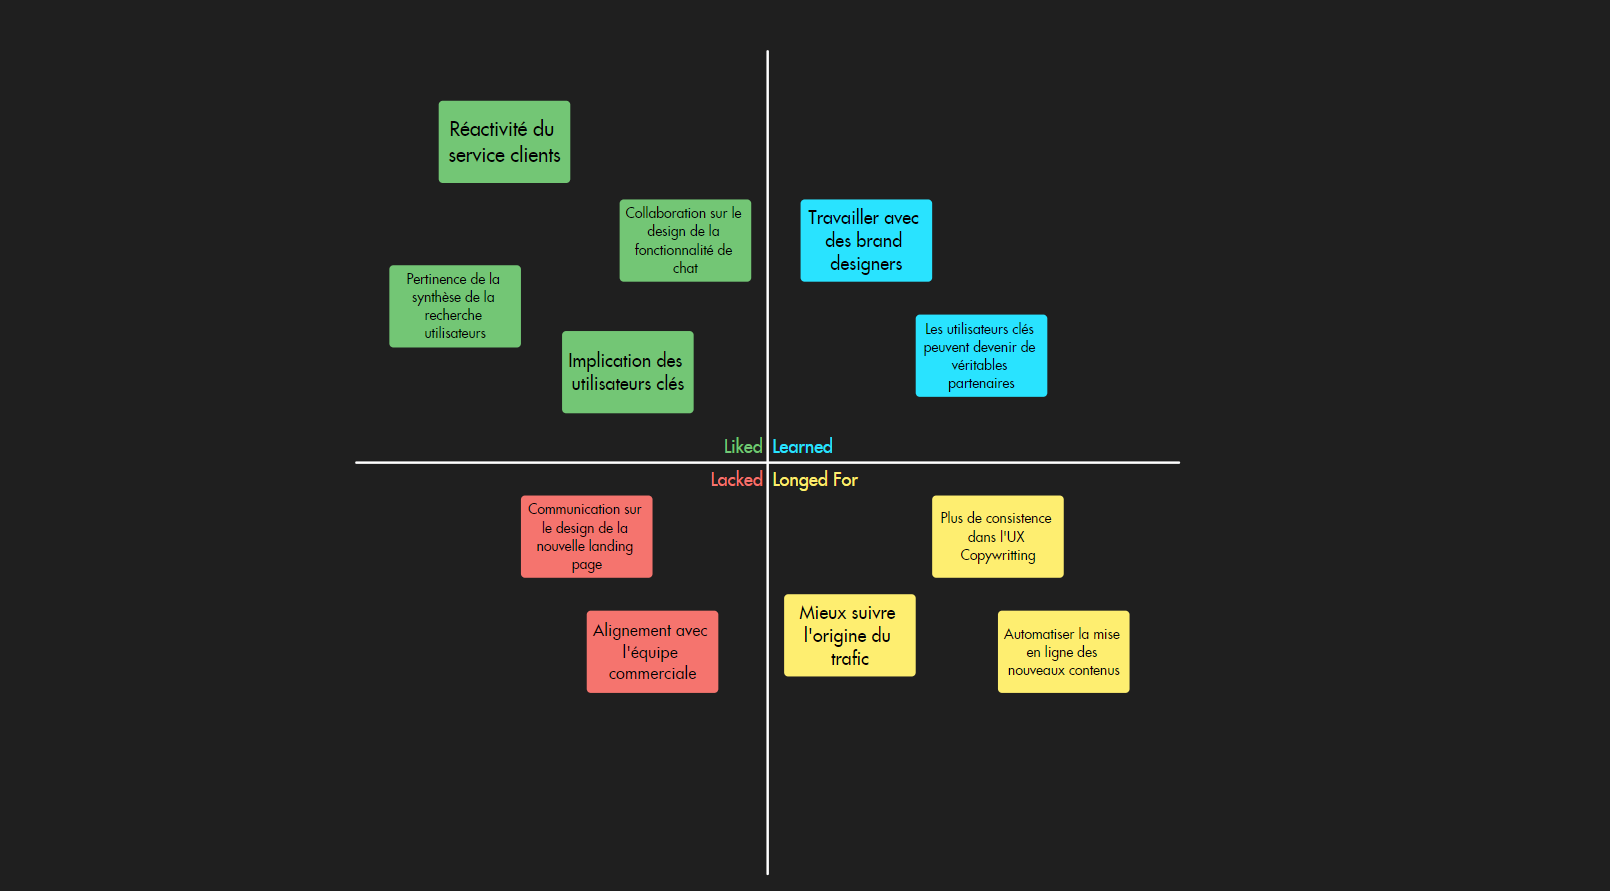 Réactivité du
service clients
Collaboration sur le
design de la
fonctionnalité de
chat
Pertinence de la
synthèse de la
recherche
utilisateurs
Implication des
utilisateurs clés
Travailler avec
des brand
designers
Les utilisateurs clés
peuvent devenir de
véritables
partenaires
Liked
Learned
Lacked
Longed For
Communication sur
le design de la
nouvelle landing
page
Alignement avec
l'équipe
commerciale
Plus de consistence
dans l'UX
Copywritting
Mieux suivre
l'origine du
trafic
Automatiser la mise
en ligne des
nouveaux contenus